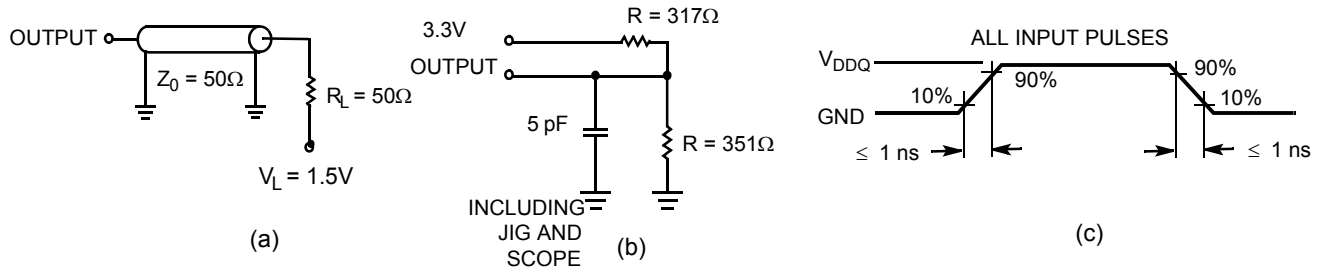 OUTPUT
Z0 = 50Ω
RL = 50Ω
VL = 1.5V
(a)
R = 317Ω
3.3V
OUTPUT
5 pF
R = 351Ω
INCLUDING
JIG AND
SCOPE
(b)
ALL INPUT PULSES
VDDQ
GND
10%
90%
90%
10%
≤ 1 ns
≤ 1 ns
(c)